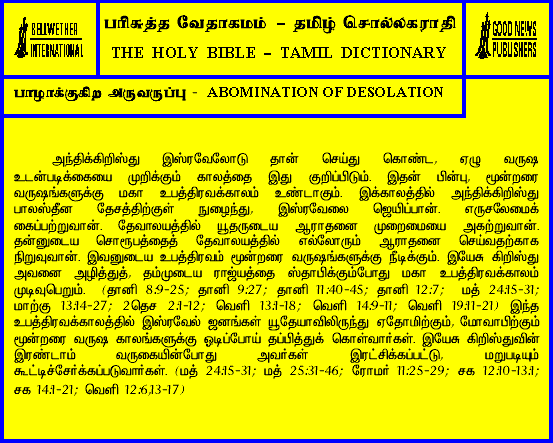 BELLWETHER
INTERNATIONAL
பரிசுத்த வேதாகமம் – தமிழ் சொல்லகராதி
THE HOLY BIBLE – TAMIL DICTIONARY
GOOD NEWS
PUBLISHERS
பாழாக்குகிற அருவருப்பு - ABOMINATION OF DESOLATION
அந்திக்கிறிஸ்து இஸ்ரவேலோடு தான் செய்து கொண்ட, ஏழு வருஷ
உடன்படிக்கையை முறிக்கும் காலத்தை இது குறிப்பிடும். இதன் பின்பு, மூன்றரை
வருஷங்களுக்கு மகா உபத்திரவக்காலம் உண்டாகும். இக்காலத்தில் அந்திக்கிறிஸ்து
பாலஸ்தீன தேசத்திற்குள் நுழைந்து, இஸ்ரவேலை ஜெயிப்பான். எருசலேமைக்
கைப்பற்றுவான். தேவாலயத்தில் யூதருடைய ஆராதனை முறைமையை அகற்றுவான்.
தன்னுடைய சொரூபத்தைத் தேவாலயத்தில் எல்லோரும் ஆராதனை செய்வதற்காக
நிறுவுவான். இவனுடைய உபத்திரவம் மூன்றரை வருஷங்களுக்கு நீடிக்கும். இயேசு கிறிஸ்து
அவனை அழித்துத், தம்முடைய ராஜ்யத்தை ஸ்தாபிக்கும்போது மகா உபத்திரவக்காலம்
முடிவுபெறும். (தானி 8:9-25; தானி 9:27; தானி 11:40-45; தானி 12:7; மத் 24:15-31;
மாற்கு 13:14-27; 2தெச 2:1-12; வெளி 13:1-18; வெளி 14:9-11; வெளி 19:11-21) இந்த
உபத்திரவக்காலத்தில் இஸ்ரவேல் ஜனங்கள் யூதேயாவிலிருந்து ஏதோமிற்கும், மோவாபிற்கும்
மூன்றரை வருஷ காலங்களுக்கு ஓடிப்போய் தப்பித்துக் கொள்வார்கள். இயேசு கிறிஸ்துவின்
இரண்டாம் வருகையின்போது அவர்கள் இரட்சிக்கப்பட்டு, மறுபடியும்
கூட்டிச்சேர்க்கப்படுவார்கள். (மத் 24:15-31; மத் 25:31-46; ரோமர் 11:25-29; சக 12:10-13:1;
சக 14:1-21; வெளி 12:6,13-17)